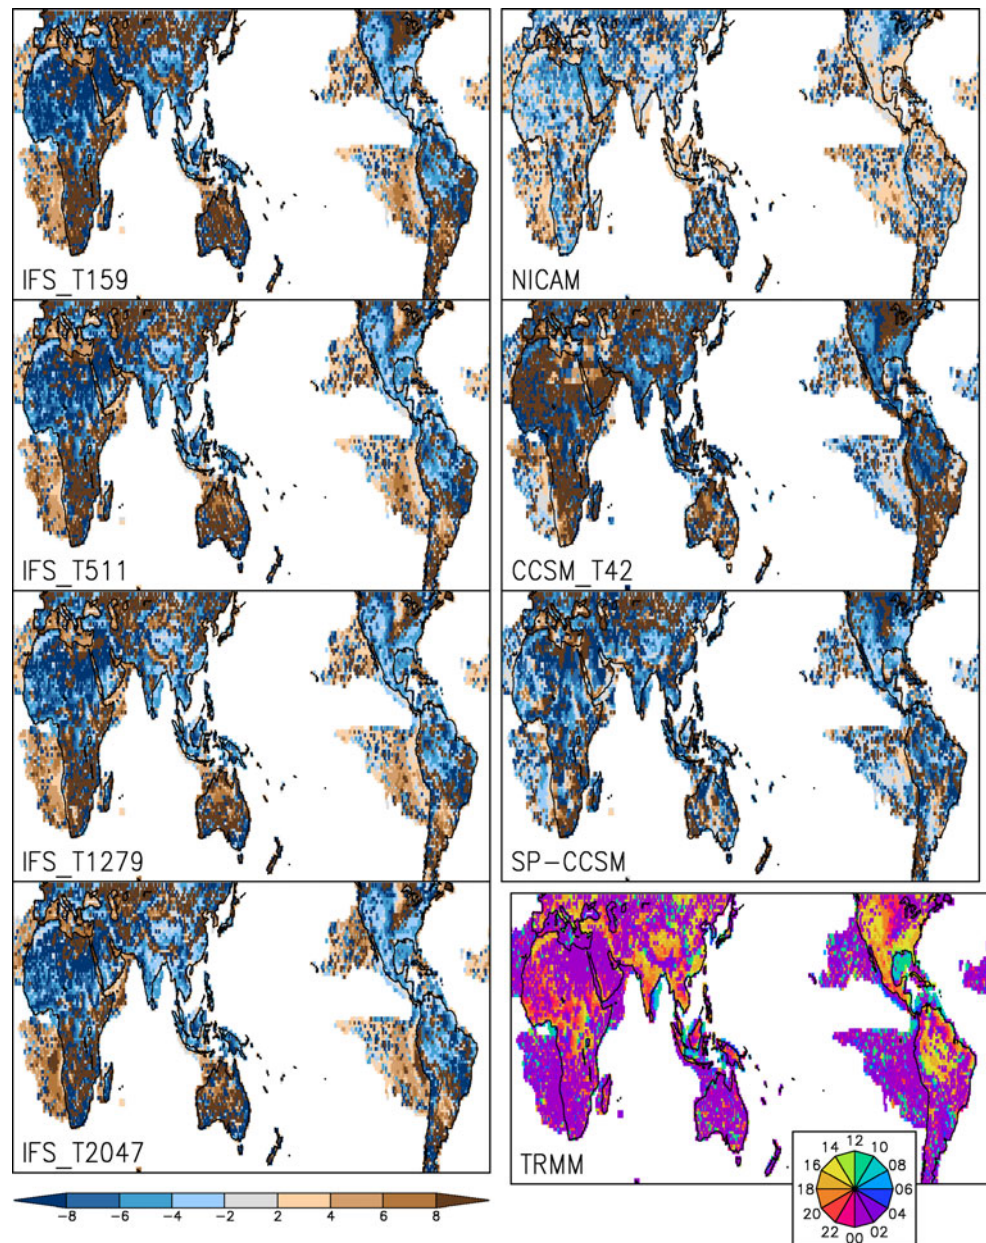 IFS_T159
NICAM
IFS_T511
CCSM_T42
IFS_T1279
SP-CCSM
IFS_T2047
TRMM
-8 -6 -4 -2 2 4 6 8
14 12 10
16 08
18 06
20 04
22 00 02